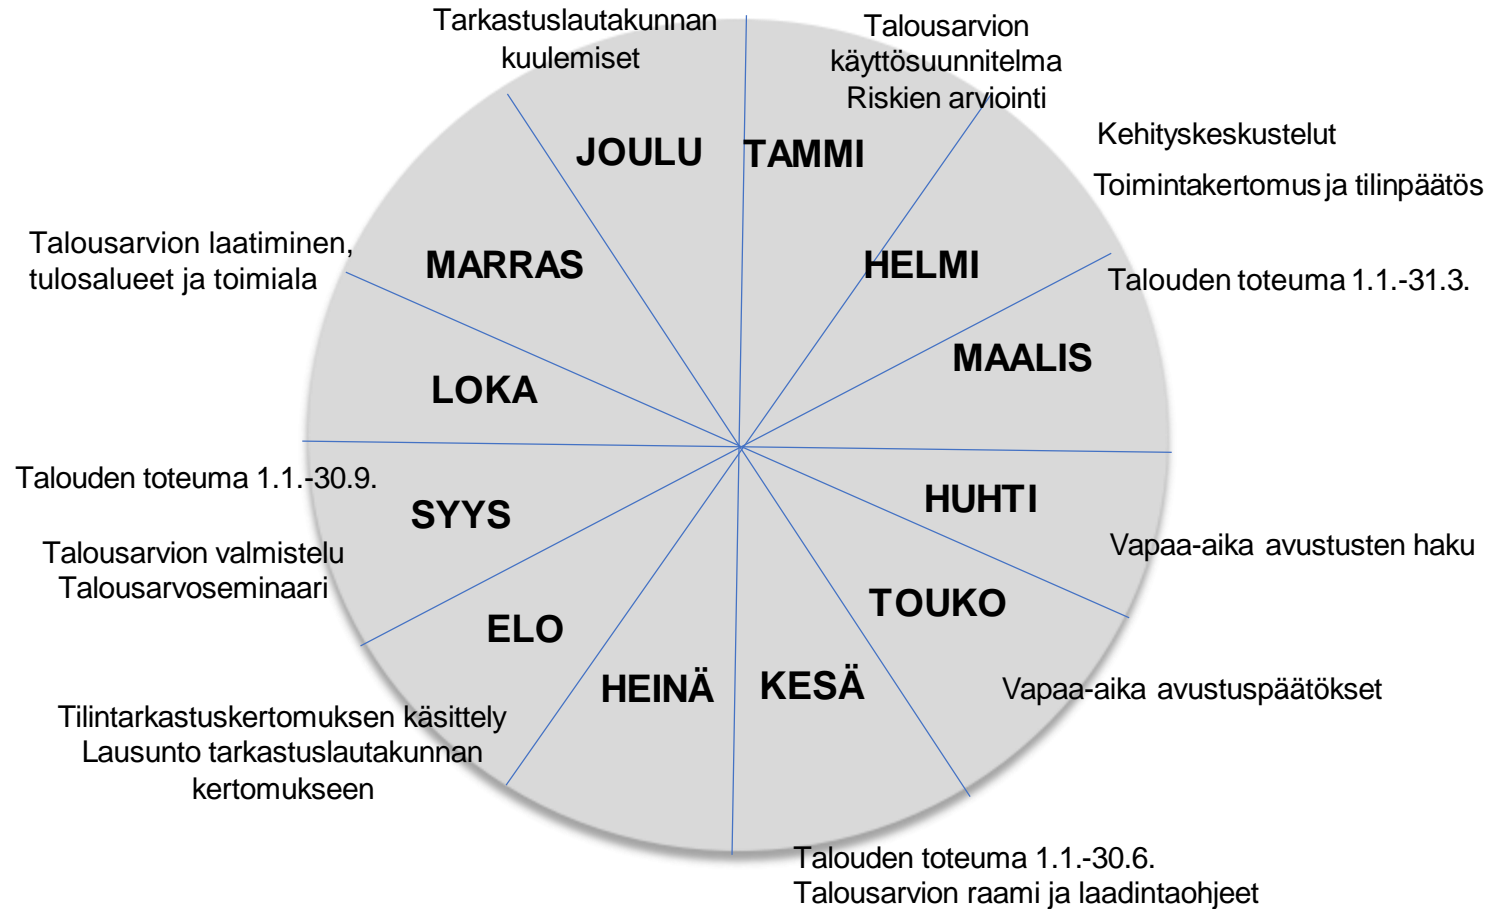 Tarkastuslautakunnan
kuulemiset
Talousarvion
käyttösuunnitelma
Riskien arviointi
Kehityskeskustelut
Toimintakertomus ja tilinpäätös
JOULU
TAMMI
Talousarvion laatiminen,
tulosalueet ja toimiala
MARRAS
HELMI
Talouden toteuma 1.1.-31.3.
MAALIS
LOKA
Talouden toteuma 1.1.-30.9.
SYYS
HUHTI
Talousarvion valmistelu
Talousarvoseminaari
Vapaa-aika avustusten haku
ELO
TOUKO
HEINÄ
KESÄ
Vapaa-aika avustuspäätökset
Tilintarkastuskertomuksen käsittely
Lausunto tarkastuslautakunnan
kertomukseen
Talouden toteuma 1.1.-30.6.
Talousarvion raami ja laadintaohjeet